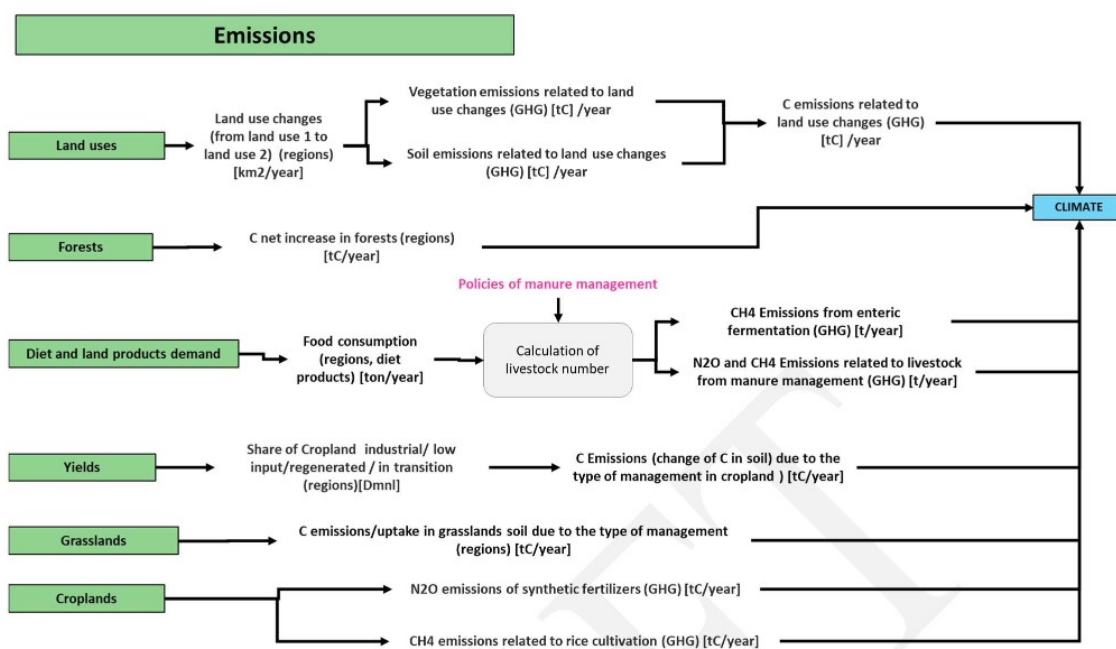 Emissions
Vegetation emissions related to land
use changes (GHG) [tC] /year
C emissions related to
land use changes (GHG)
[tC] /year
Land use changes
(from land use 1 to
land use 2) (regions)
[km2/year]
Land uses
Soil emissions related to land use changes
(GHG) [tC] /year
CLIMATE
Forests
C net increase in forests (regions)
[tC/year]
Policies of manure management
CH4 Emissions from enteric
fermentation (GHG) [t/year]
Diet and land products demand
Food consumption
(regions, diet
products) [ton/year]
Calculation of
livestock number
N2O and CH4 Emissions related to livestock
from manure management (GHG) [t/year]
Yields
Share of Cropland industrial/ low
input/regenerated / in transition
(regions)[Dmnl]
C Emissions (change of C in soil) due to the
type of management in cropland ) [tC/year]
Grasslands
C emissions/uptake in grasslands soil due to the type of management
(regions) [tC/year]
Croplands
N2O emissions of synthetic fertilizers (GHG) [tC/year]
CH4 emissions related to rice cultivation (GHG) [tC/year]